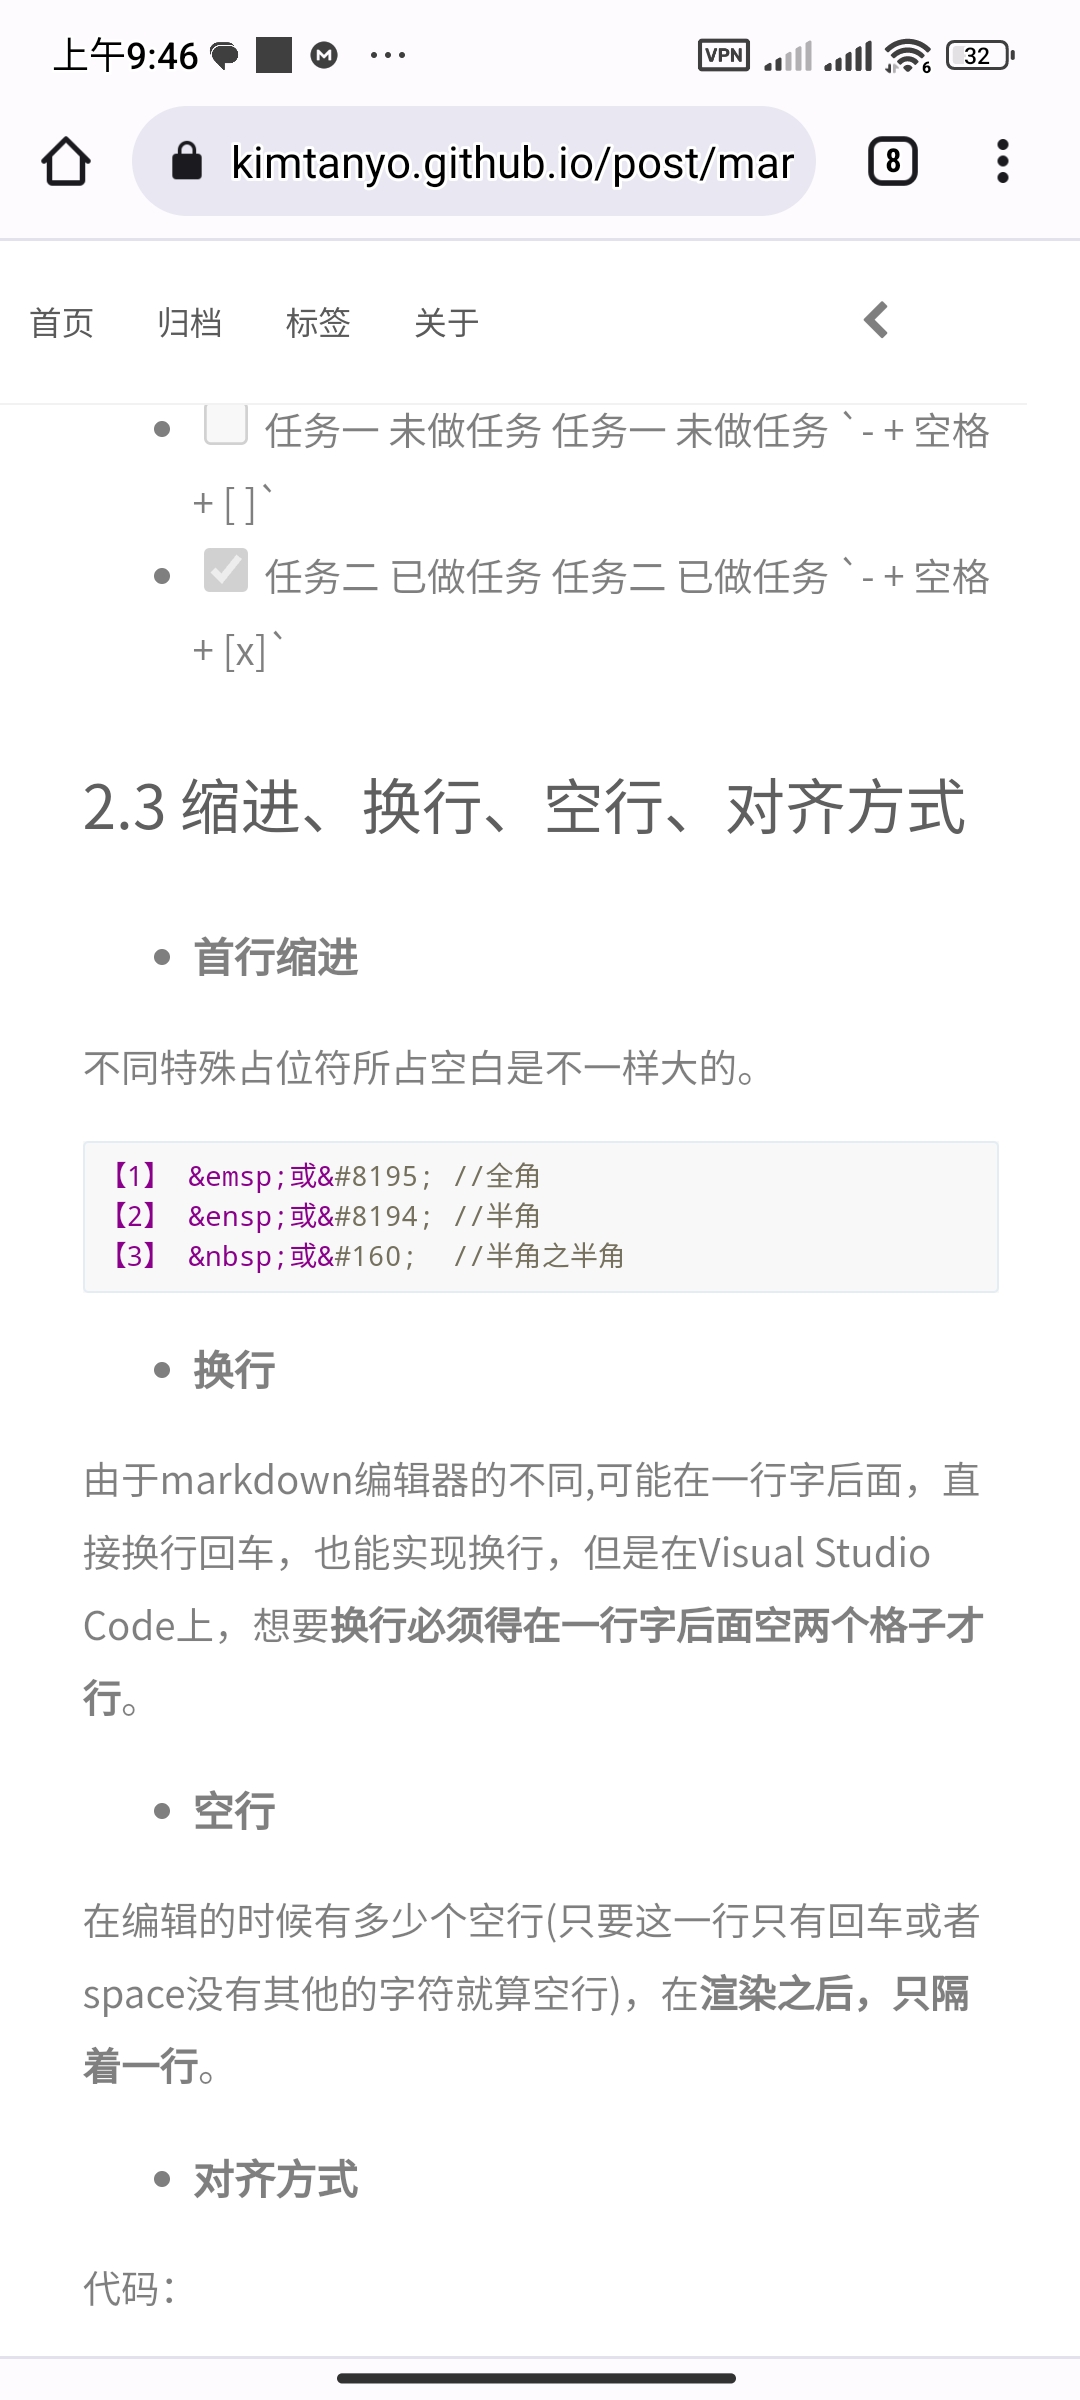 上午9:46 ··· VPN 6 32
kimtanyo.github.io/post/mar 8
首页 归档 标签 关于
任务一 未做任务 任务一 未做任务 `- + 空格
+ [ ]`
任务二 已做任务 任务二 已做任务 `- + 空格
+ [x]`
2.3 缩进、换行、空行、对齐方式
• 首行缩进
不同特殊占位符所占空白是不一样大的。
【1】 &emsp;或&#8195; //全角
【2】 &ensp;或&#8194; //半角
【3】 &nbsp;或&#160; //半角之半角
• 换行
由于markdown编辑器的不同,可能在一行字后面，直
接换行回车，也能实现换行，但是在Visual Studio
Code上，想要换行必须得在一行字后面空两个格子才
行。
• 空行
在编辑的时候有多少个空行(只要这一行只有回车或者
space没有其他的字符就算空行)，在渲染之后，只隔
着一行。
• 对齐方式
代码：